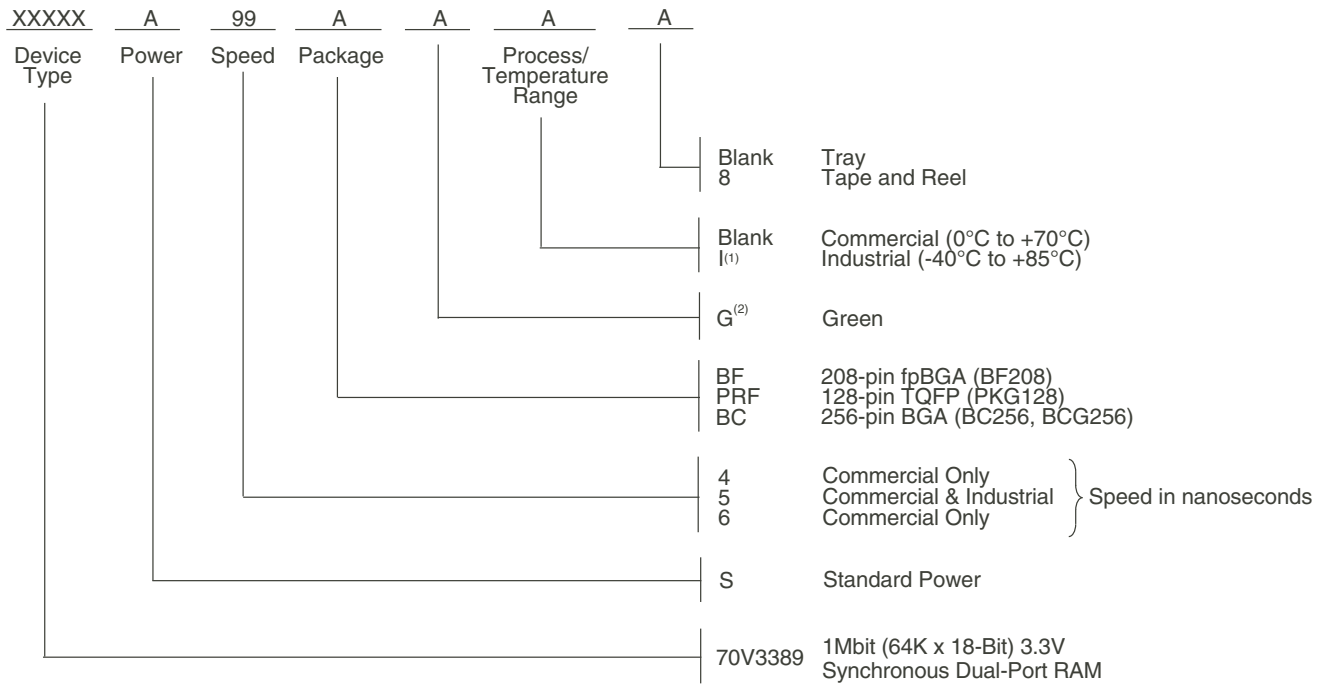 XXXXX A 99 A A A A
Device Type Power Speed Package Process/ Temperature Range
Blank Tray
8 Tape and Reel
Blank Commercial (0°C to +70°C)
I(1) Industrial (-40°C to +85°C)
G(2) Green
BF 208-pin fpBGA (BF208)
PRF 128-pin TQFP (PKG128)
BC 256-pin BGA (BC256, BCG256)
4 Commercial Only
5 Commercial & Industrial Speed in nanoseconds
6 Commercial Only
S Standard Power
70V3389 1Mbit (64K x 18-Bit) 3.3V
Synchronous Dual-Port RAM